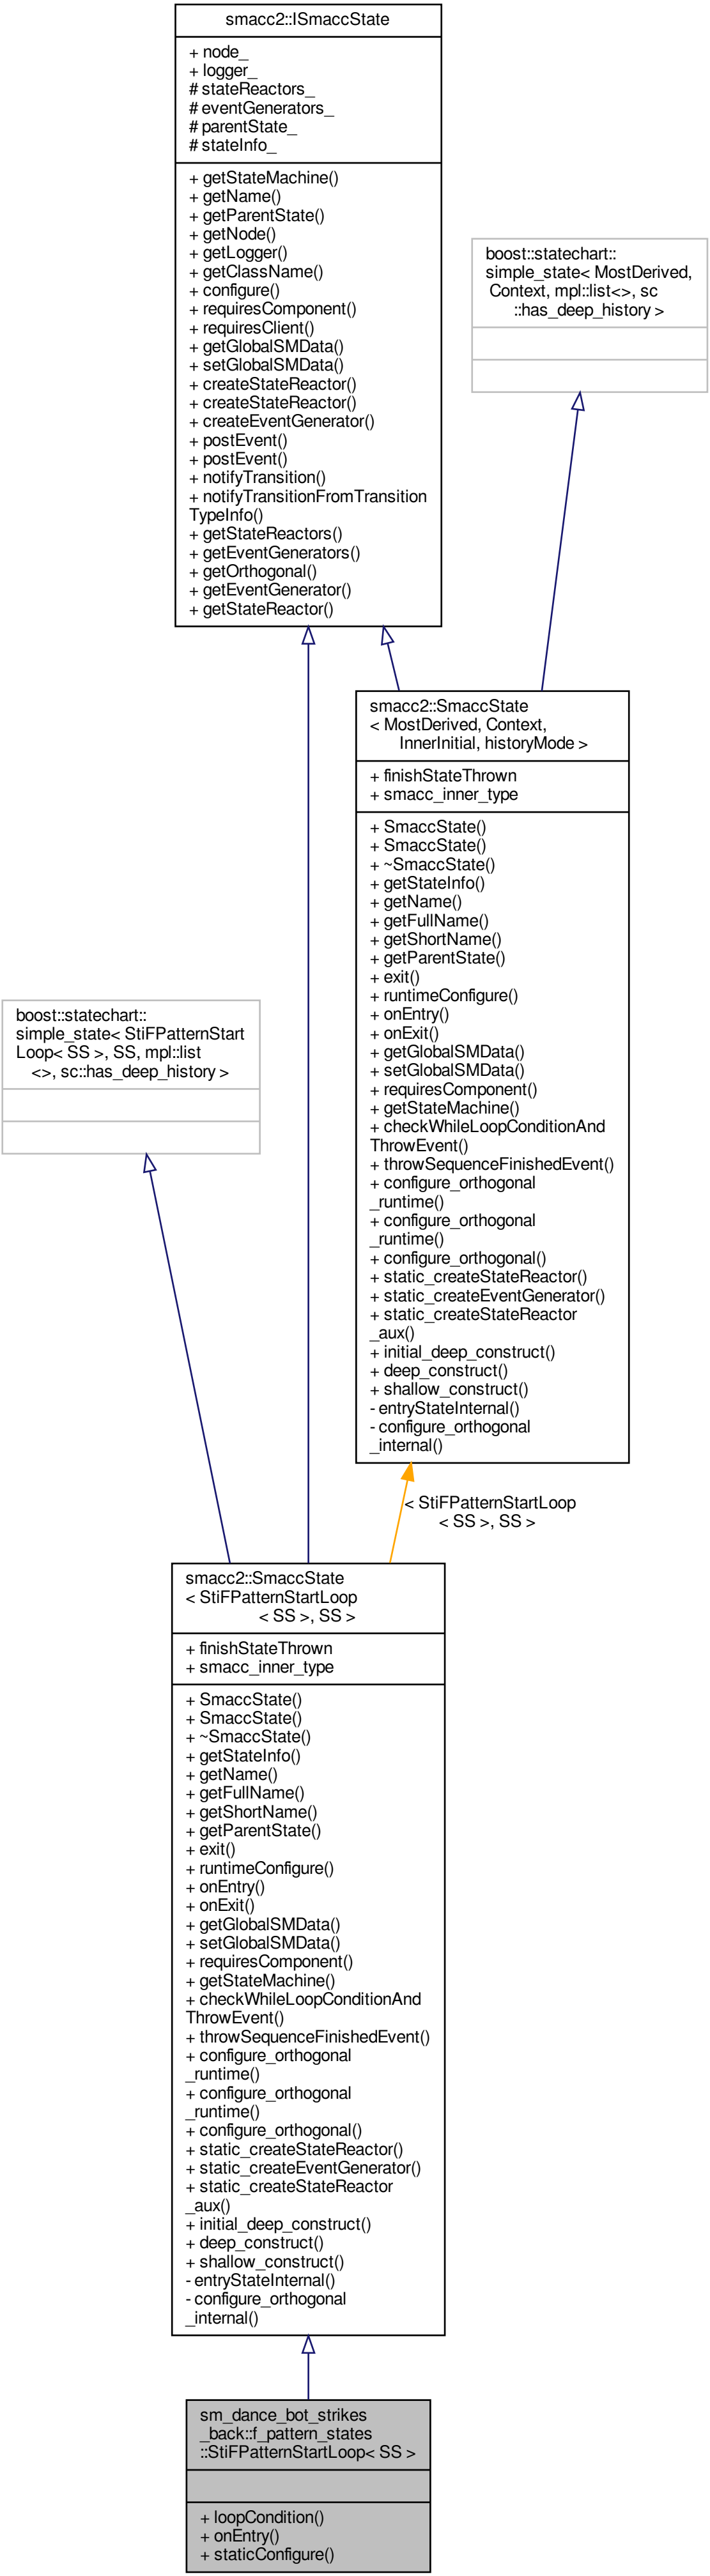 smacc2::ISmaccState
+ node_
+ logger_
# stateReactors_
# eventGenerators_
# parentState_
# stateInfo_
+ getStateMachine()
+ getName()
+ getParentState()
+ getNode()
+ getLogger()
+ getClassName()
+ configure()
+ requiresComponent()
+ requiresClient()
+ getGlobalSMData()
+ setGlobalSMData()
+ createStateReactor()
+ createStateReactor()
+ createEventGenerator()
+ postEvent()
+ postEvent()
+ notifyTransition()
+ notifyTransitionFromTransition
TypeInfo()
+ getStateReactors()
+ getEventGenerators()
+ getOrthogonal()
+ getEventGenerator()
+ getStateReactor()
boost::statechart::
simple_state< MostDerived,
Context, mpl::list<>, sc
::has_deep_history >
smacc2::SmaccState
< MostDerived, Context,
InnerInitial, historyMode >
+ finishStateThrown
+ smacc_inner_type
+ SmaccState()
+ SmaccState()
+ ~SmaccState()
+ getStateInfo()
+ getName()
+ getFullName()
+ getShortName()
+ getParentState()
+ exit()
+ runtimeConfigure()
+ onEntry()
+ onExit()
+ getGlobalSMData()
+ setGlobalSMData()
+ requiresComponent()
+ getStateMachine()
+ checkWhileLoopConditionAnd
ThrowEvent()
+ throwSequenceFinishedEvent()
+ configure_orthogonal
_runtime()
+ configure_orthogonal
_runtime()
+ configure_orthogonal()
+ static_createStateReactor()
+ static_createEventGenerator()
+ static_createStateReactor
_aux()
+ initial_deep_construct()
+ deep_construct()
+ shallow_construct()
- entryStateInternal()
- configure_orthogonal
_internal()
boost::statechart::
simple_state< StiFPatternStart
Loop< SS >, SS, mpl::list
<>, sc::has_deep_history >
< StiFPatternStartLoop
< SS >, SS >
smacc2::SmaccState
< StiFPatternStartLoop
< SS >, SS >
+ finishStateThrown
+ smacc_inner_type
+ SmaccState()
+ SmaccState()
+ ~SmaccState()
+ getStateInfo()
+ getName()
+ getFullName()
+ getShortName()
+ getParentState()
+ exit()
+ runtimeConfigure()
+ onEntry()
+ onExit()
+ getGlobalSMData()
+ setGlobalSMData()
+ requiresComponent()
+ getStateMachine()
+ checkWhileLoopConditionAnd
ThrowEvent()
+ throwSequenceFinishedEvent()
+ configure_orthogonal
_runtime()
+ configure_orthogonal
_runtime()
+ configure_orthogonal()
+ static_createStateReactor()
+ static_createEventGenerator()
+ static_createStateReactor
_aux()
+ initial_deep_construct()
+ deep_construct()
+ shallow_construct()
- entryStateInternal()
- configure_orthogonal
_internal()
sm_dance_bot_strikes
_back::f_pattern_states
::StiFPatternStartLoop< SS >
+ loopCondition()
+ onEntry()
+ staticConfigure()